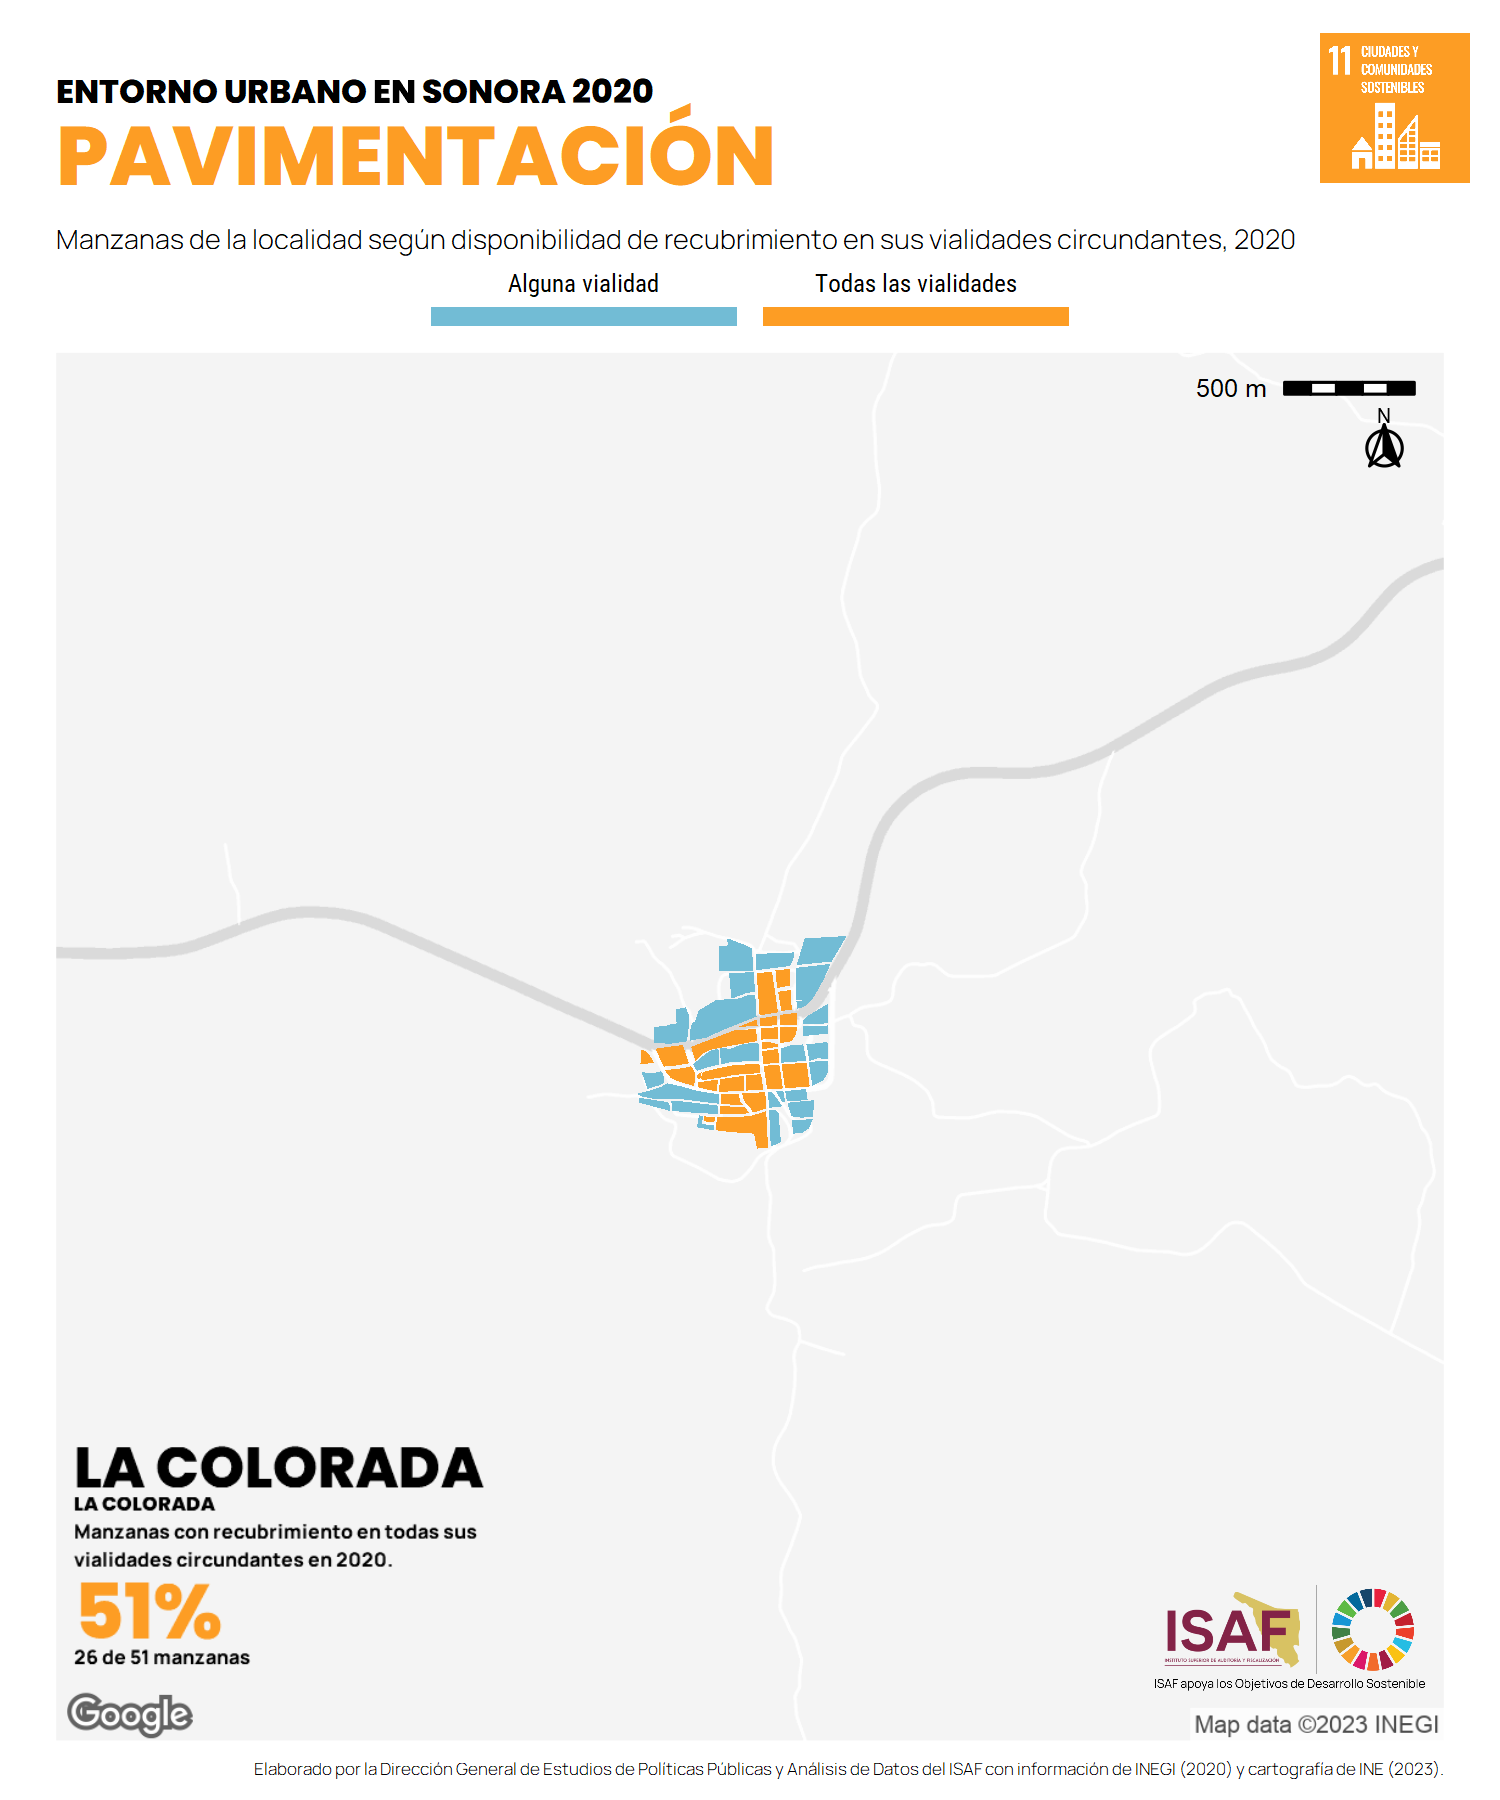 ENTORNO URBANO EN SONORA 2020
PAVIMENTACIÓN
11 CIUDADES Y
COMUNIDADES
SOSTENIBLES
Manzanas de la localidad según disponibilidad de recubrimiento en sus vialidades circundantes, 2020
Alguna vialidad
Todas las vialidades
500 m
N
LA COLORADA
LA COLORADA
Manzanas con recubrimiento en todas sus
vialidades circundantes en 2020.
51%
26 de 51 manzanas
Google
ISAF
INSTITUTO SUPERIOR DE AUDITORÍA Y FISCALIZACIÓN
ISAF apoya los Objetivos de Desarrollo Sostenible
Map data ©2023 INEGI
Elaborado por la Dirección General de Estudios de Políticas Públicas y Análisis de Datos del ISAF con información de INEGI (2020) y cartografía de INE (2023).